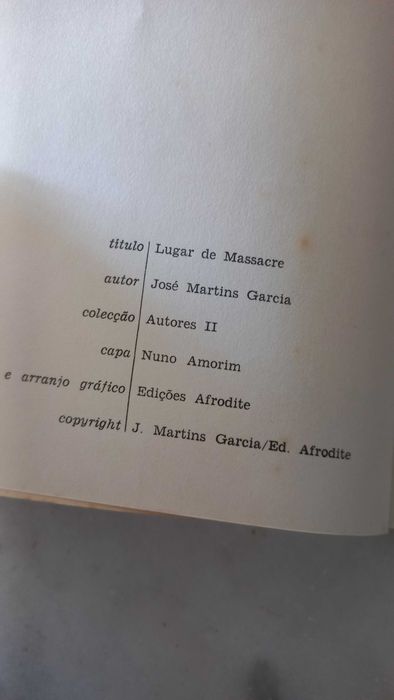 título Lugar de Massacre
autor José Martins Garcia
colecção Autores II
capa Nuno Amorim
e arranjo gráfico Edições Afrodite
copyright J. Martins Garcia/Ed. Afrodite